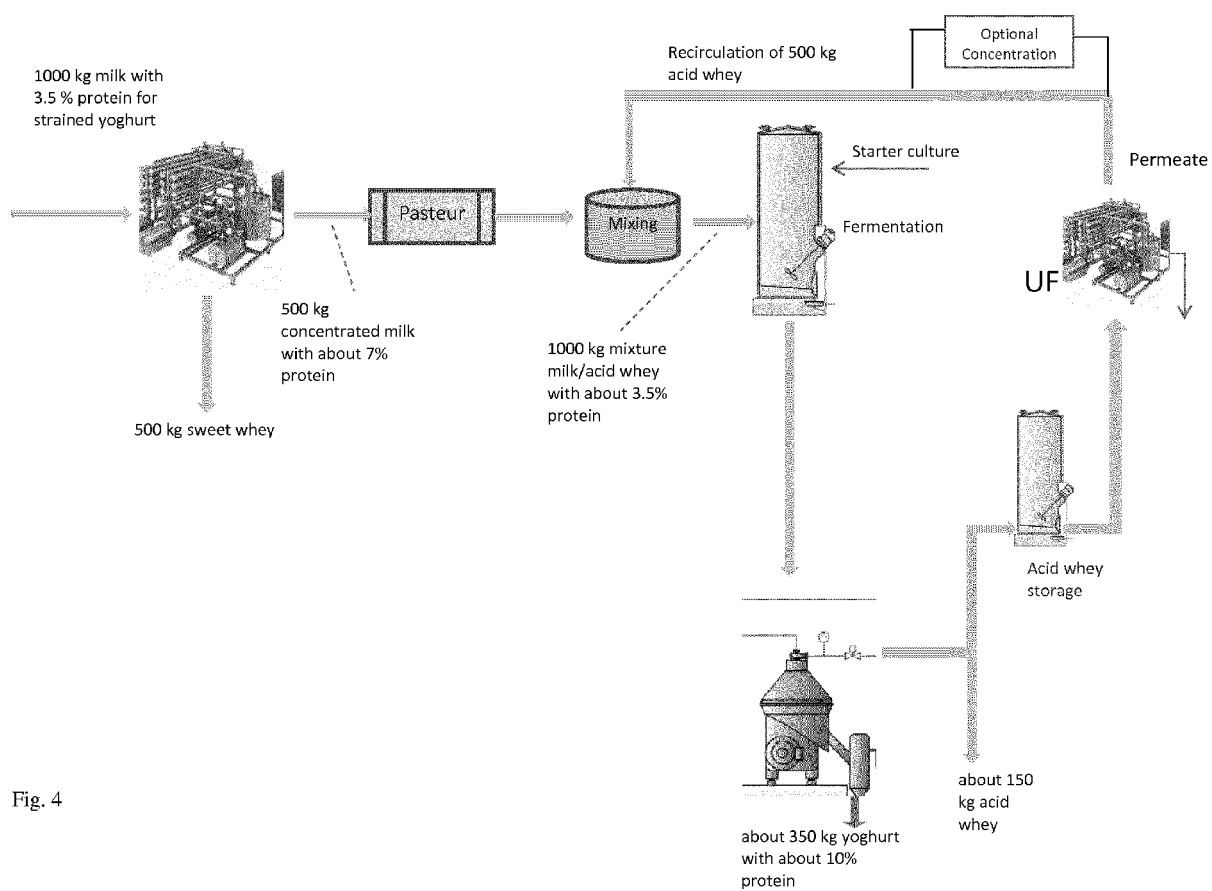 Optional
Concentration
Recirculation of 500 kg
acid whey
1000 kg milk with
3.5 % protein for
strained yoghurt
Starter culture
Permeate
Pasteur
Mixing
Fermentation
UF
500 kg
concentrated milk
with about 7%
protein
1000 kg mixture
milk/acid whey
with about 3.5%
protein
500 kg sweet whey
Acid whey
storage
about 150
kg acid
whey
Fig. 4
about 350 kg yoghurt
with about 10%
protein